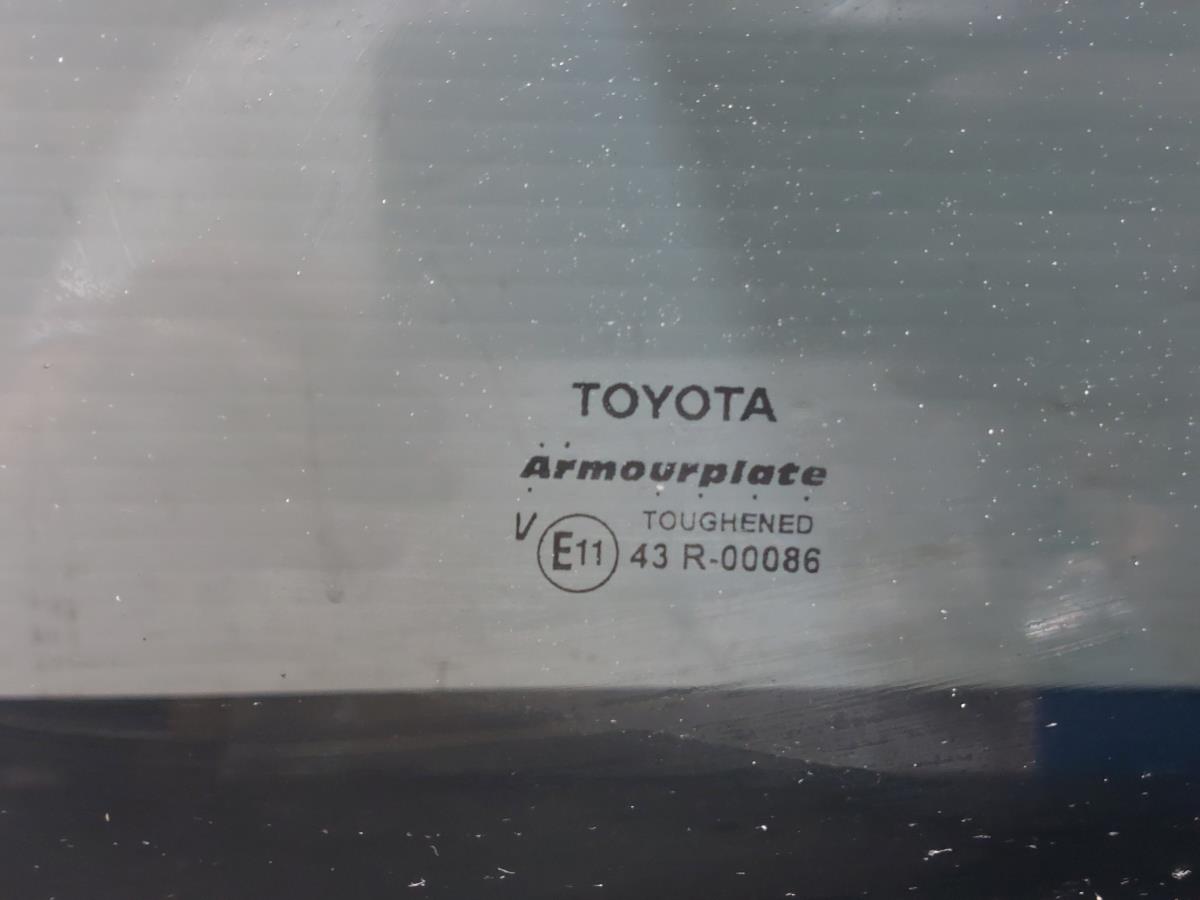 TOYOTA
Armourplate
TOUGHENED
V E11 43 R-00086